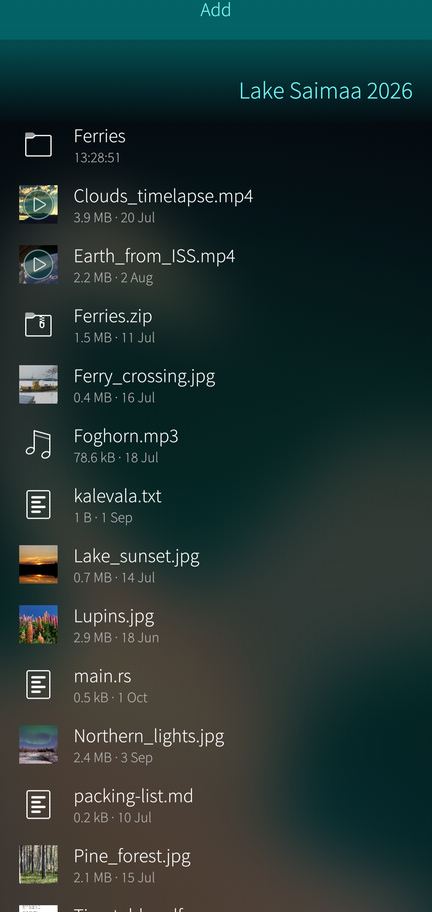 Add
Lake Saimaa 2026
Ferries
13:28:51
Clouds_timelapse.mp4
3.9 MB · 20 Jul
Earth_from_ISS.mp4
2.2 MB · 2 Aug
Ferries.zip
1.5 MB · 11 Jul
Ferry_crossing.jpg
0.4 MB · 16 Jul
Foghorn.mp3
78.6 kB · 18 Jul
kalevala.txt
1 B · 1 Sep
Lake_sunset.jpg
0.7 MB · 14 Jul
Lupins.jpg
2.9 MB · 18 Jun
main.rs
0.5 kB · 1 Oct
Northern_lights.jpg
2.4 MB · 3 Sep
packing-list.md
0.2 kB · 10 Jul
Pine_forest.jpg
2.1 MB · 15 Jul